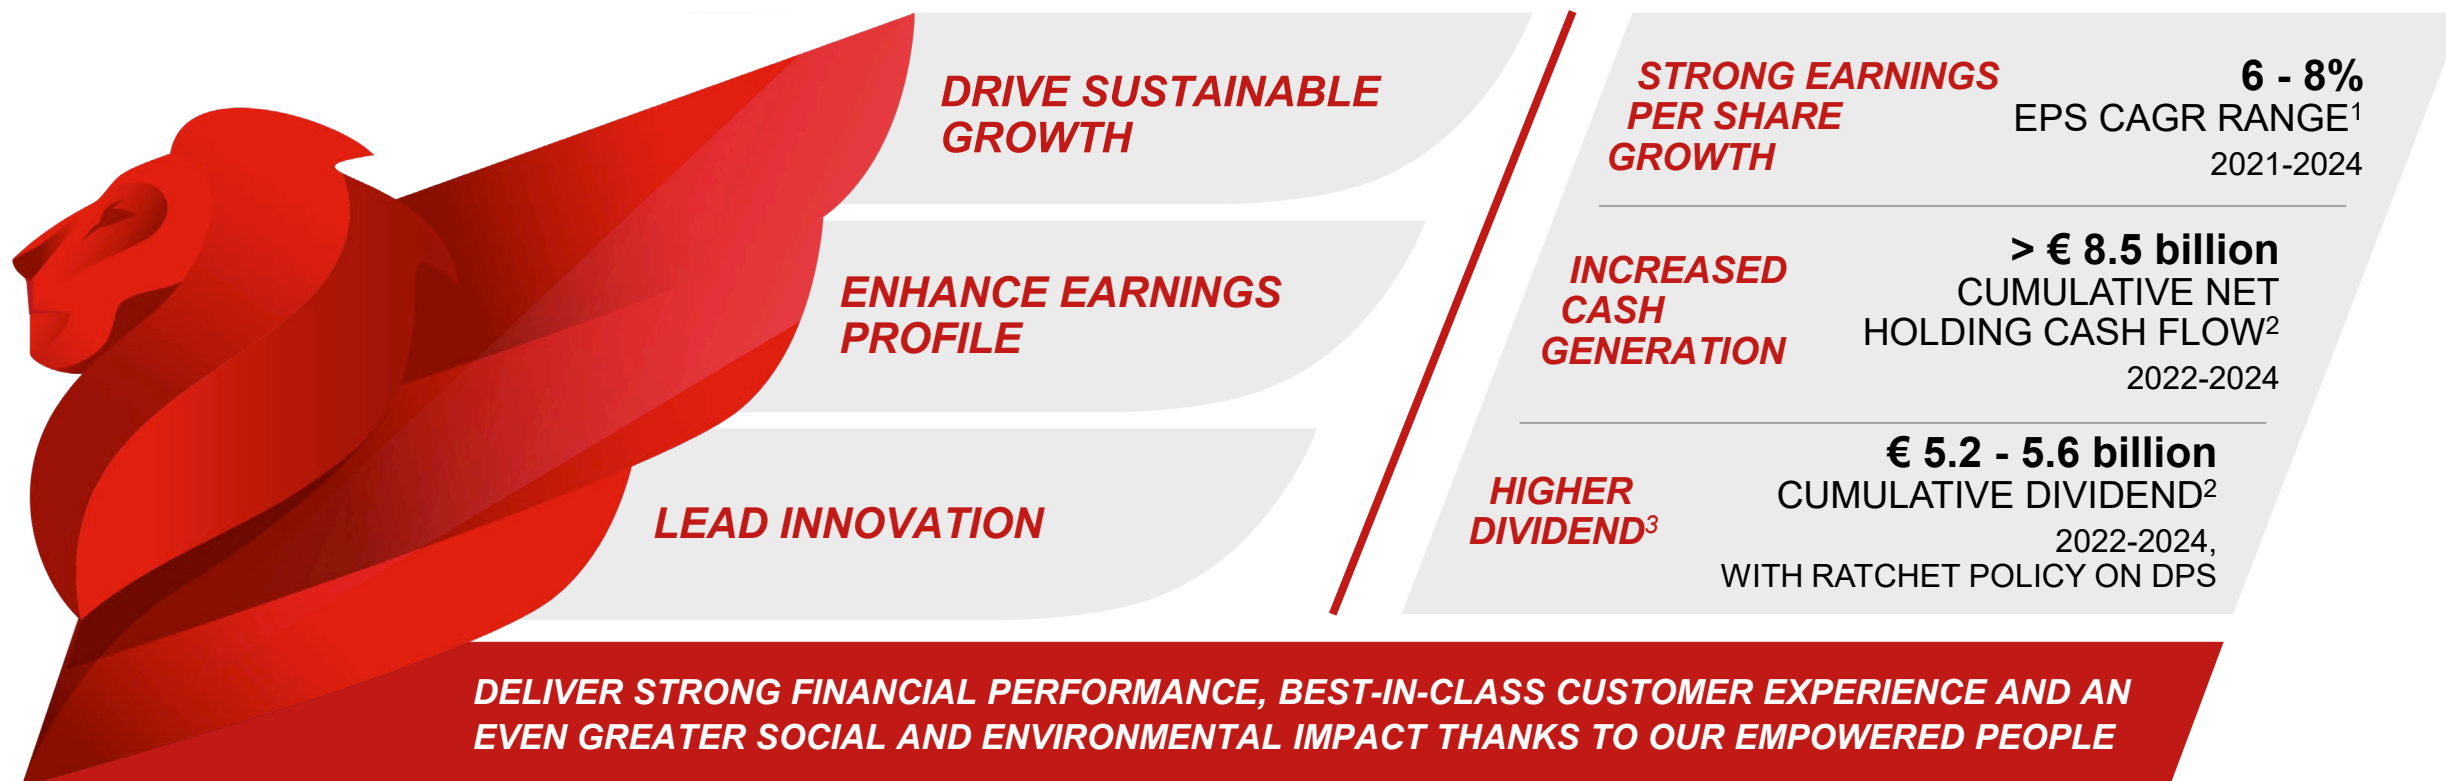 DRIVE SUSTAINABLE
GROWTH
ENHANCE EARNINGS
PROFILE
LEAD INNOVATION
STRONG EARNINGS
PER SHARE
GROWTH
6 - 8%
EPS CAGR RANGE¹
2021-2024
INCREASED
CASH
GENERATION
> € 8.5 billion
CUMULATIVE NET
HOLDING CASH FLOW²
2022-2024
HIGHER
DIVIDEND³
€ 5.2 - 5.6 billion
CUMULATIVE DIVIDEND²
2022-2024,
WITH RATCHET POLICY ON DPS
DELIVER STRONG FINANCIAL PERFORMANCE, BEST-IN-CLASS CUSTOMER EXPERIENCE AND AN
EVEN GREATER SOCIAL AND ENVIRONMENTAL IMPACT THANKS TO OUR EMPOWERED PEOPLE